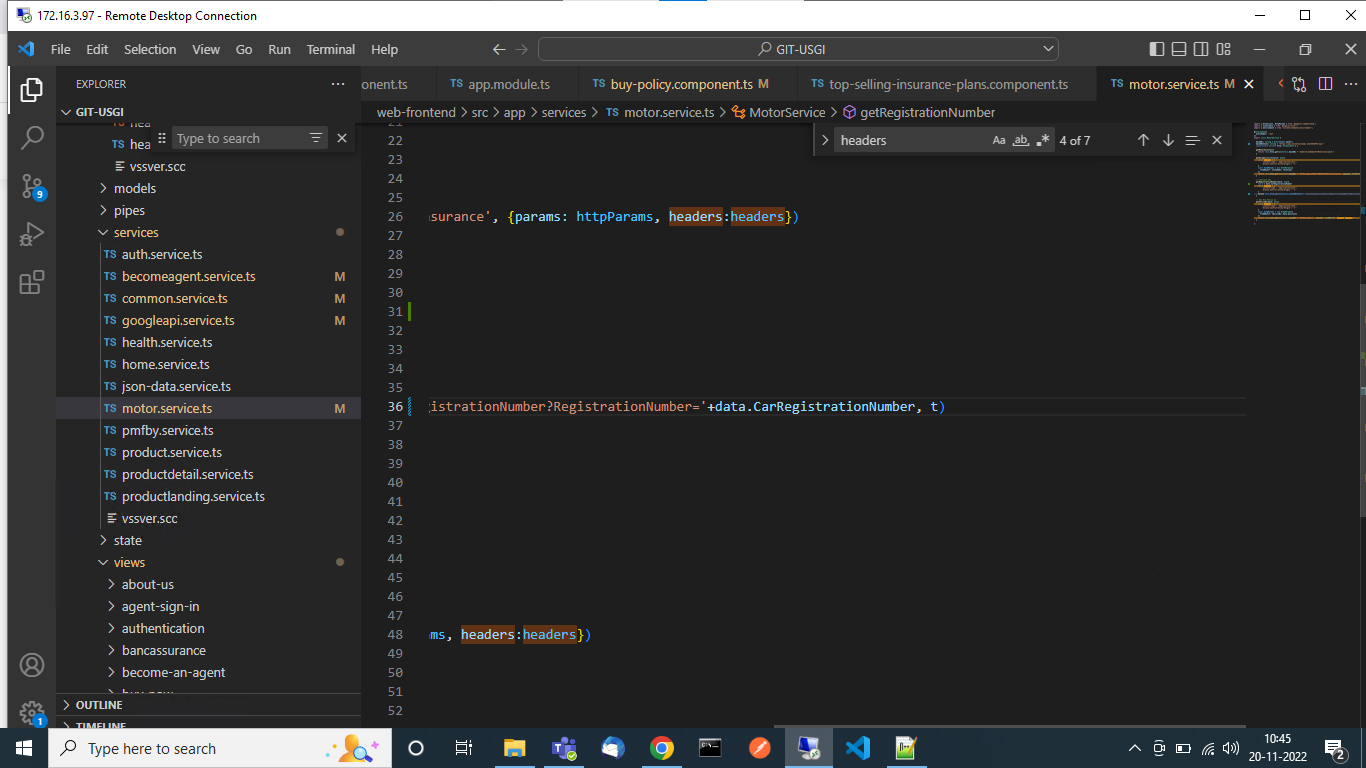 172.16.3.97 - Remote Desktop Connection
File Edit Selection View Go Run Terminal Help
GIT-USGI
EXPLORER
onent.ts
TS app.module.ts
TS buy-policy.component.ts M
TS top-selling-insurance-plans.component.ts
TS motor.service.ts M
GIT-USGI
web-frontend > src > app > services > TS motor.service.ts > MotorService > getRegistrationNumber
Type to search
headers
Aa ab
4 of 7
TS hea
vssver.scc
models
pipes
services
TS auth.service.ts
TS becomeagent.service.ts M
TS common.service.ts M
TS googleapi.service.ts M
TS health.service.ts
TS home.service.ts
TS json-data.service.ts
TS motor.service.ts M
TS pmfby.service.ts
TS product.service.ts
TS productdetail.service.ts
TS productlanding.service.ts
vssver.scc
state
views
about-us
agent-sign-in
authentication
bancassurance
become-an-agent
OUTLINE
TIMELINE
9
1
21
22
23
24
25
26 surance', {params: httpParams, headers:headers})
27
28
29
30
31
32
33
34
35
36 gistrationNumber?RegistrationNumber='+data.CarRegistrationNumber, t)
37
38
39
40
41
42
43
44
45
46
47
48 ms, headers:headers})
49
50
51
52
Type here to search
10:45
20-11-2022
2